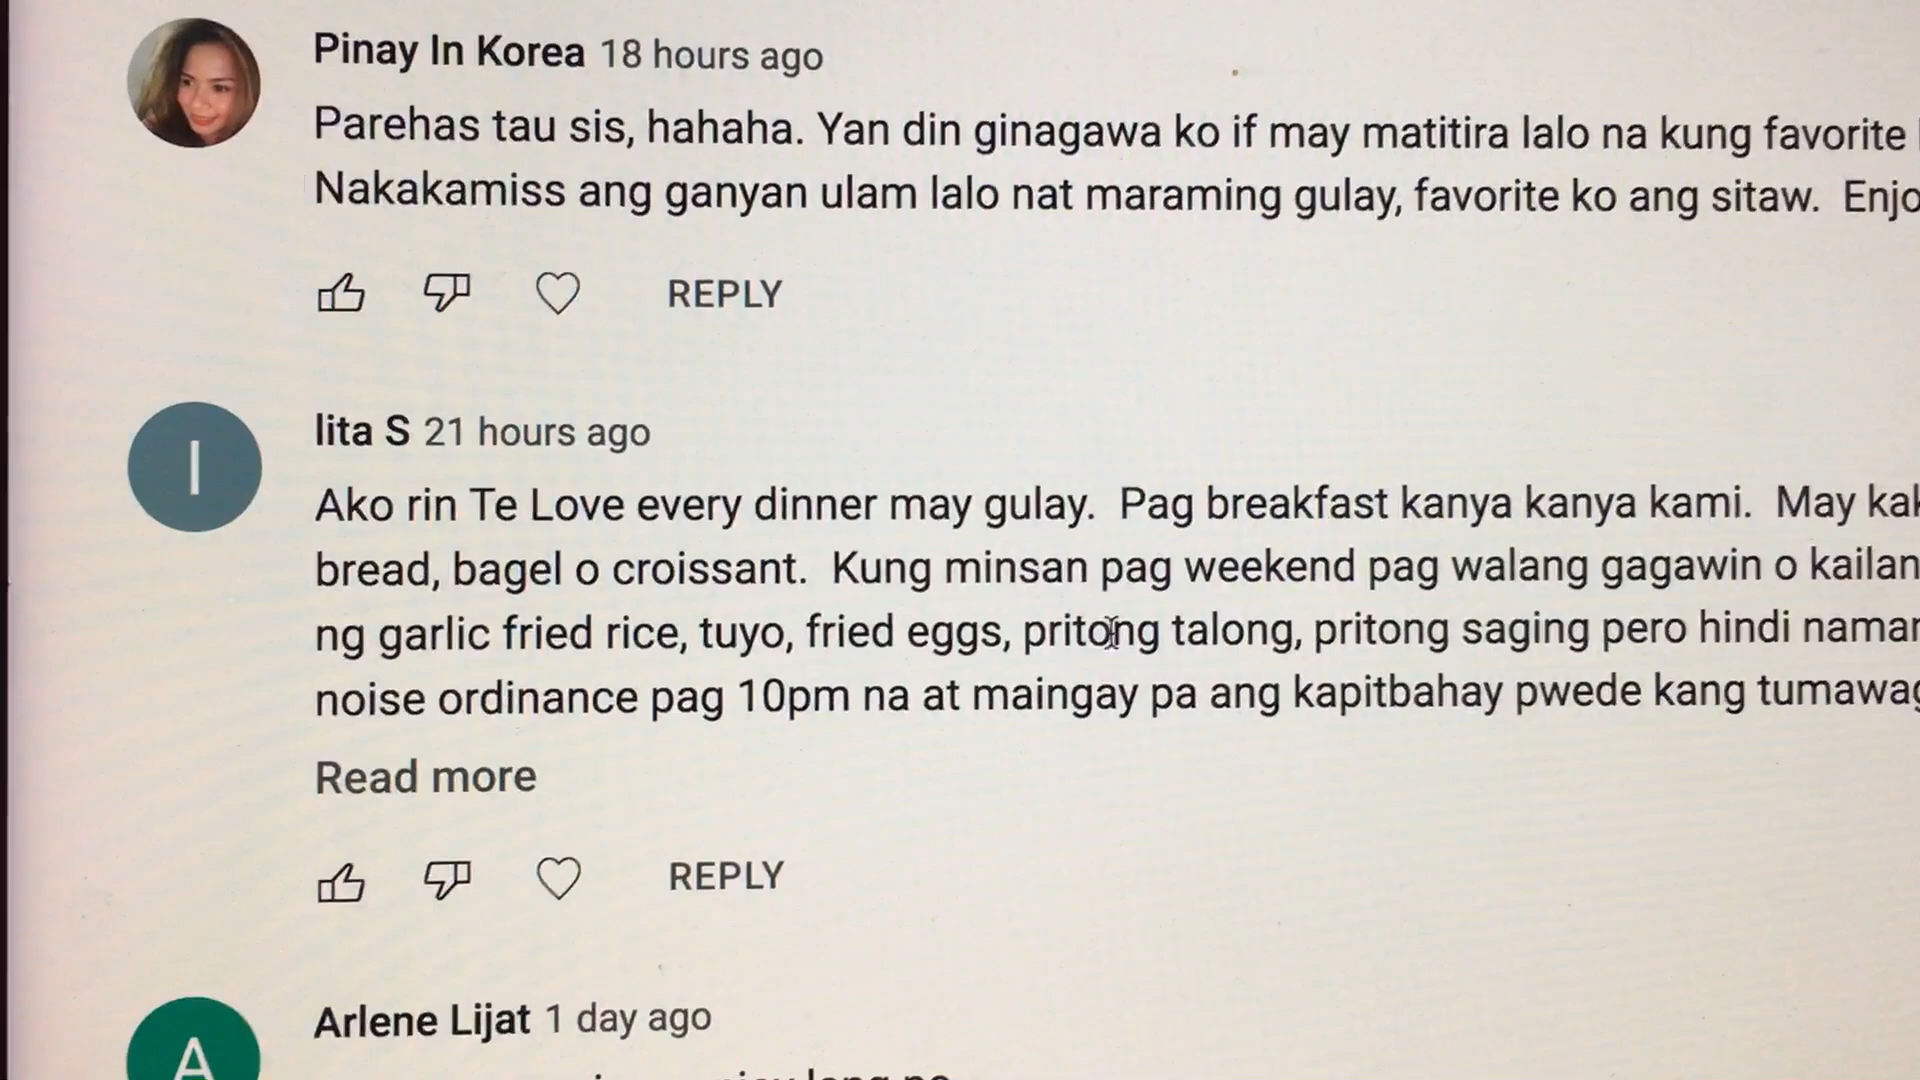 Pinay In Korea 18 hours ago
Parehas tau sis, hahaha. Yan din ginagawa ko if may matitira lalo na kung favorite
Nakakamiss ang ganyan ulam lalo nat maraming gulay, favorite ko ang sitaw. Enjo
REPLY
I
lita S 21 hours ago
Ako rin Te Love every dinner may gulay. Pag breakfast kanya kanya kami. May kak
bread, bagel o croissant. Kung minsan pag weekend pag walang gagawin o kailan
ng garlic fried rice, tuyo, fried eggs, pritong talong, pritong saging pero hindi naman
noise ordinance pag 10pm na at maingay pa ang kapitbahay pwede kang tumawag
Read more
REPLY
A
Arlene Lijat 1 day ago